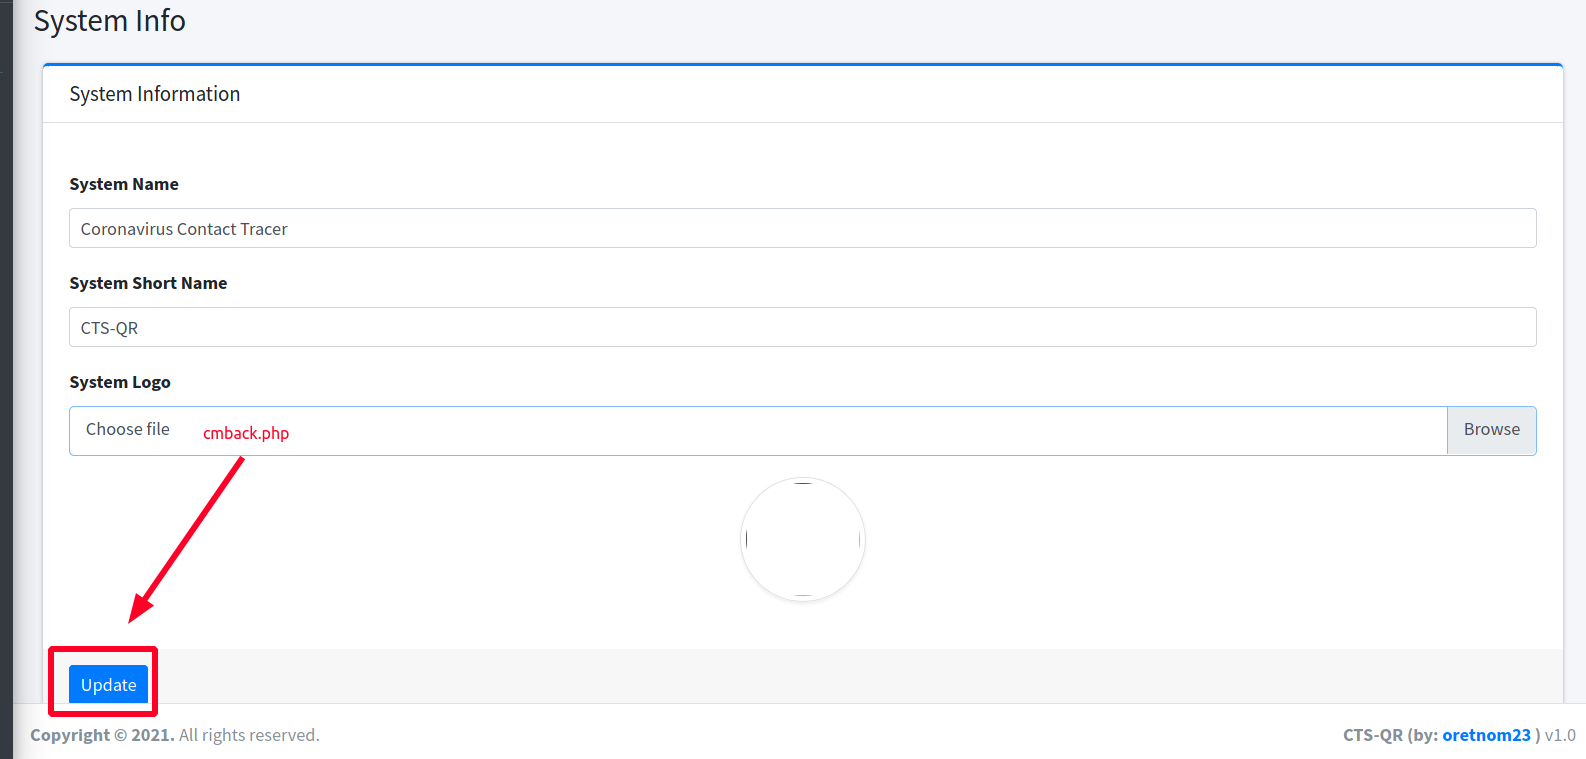 System Info
System Information
System Name
Coronavirus Contact Tracer
System Short Name
CTS-QR
System Logo
Choose file cmback.php Browse
Update
Copyright © 2021. All rights reserved. CTS-QR (by: oretnom23 ) v1.0